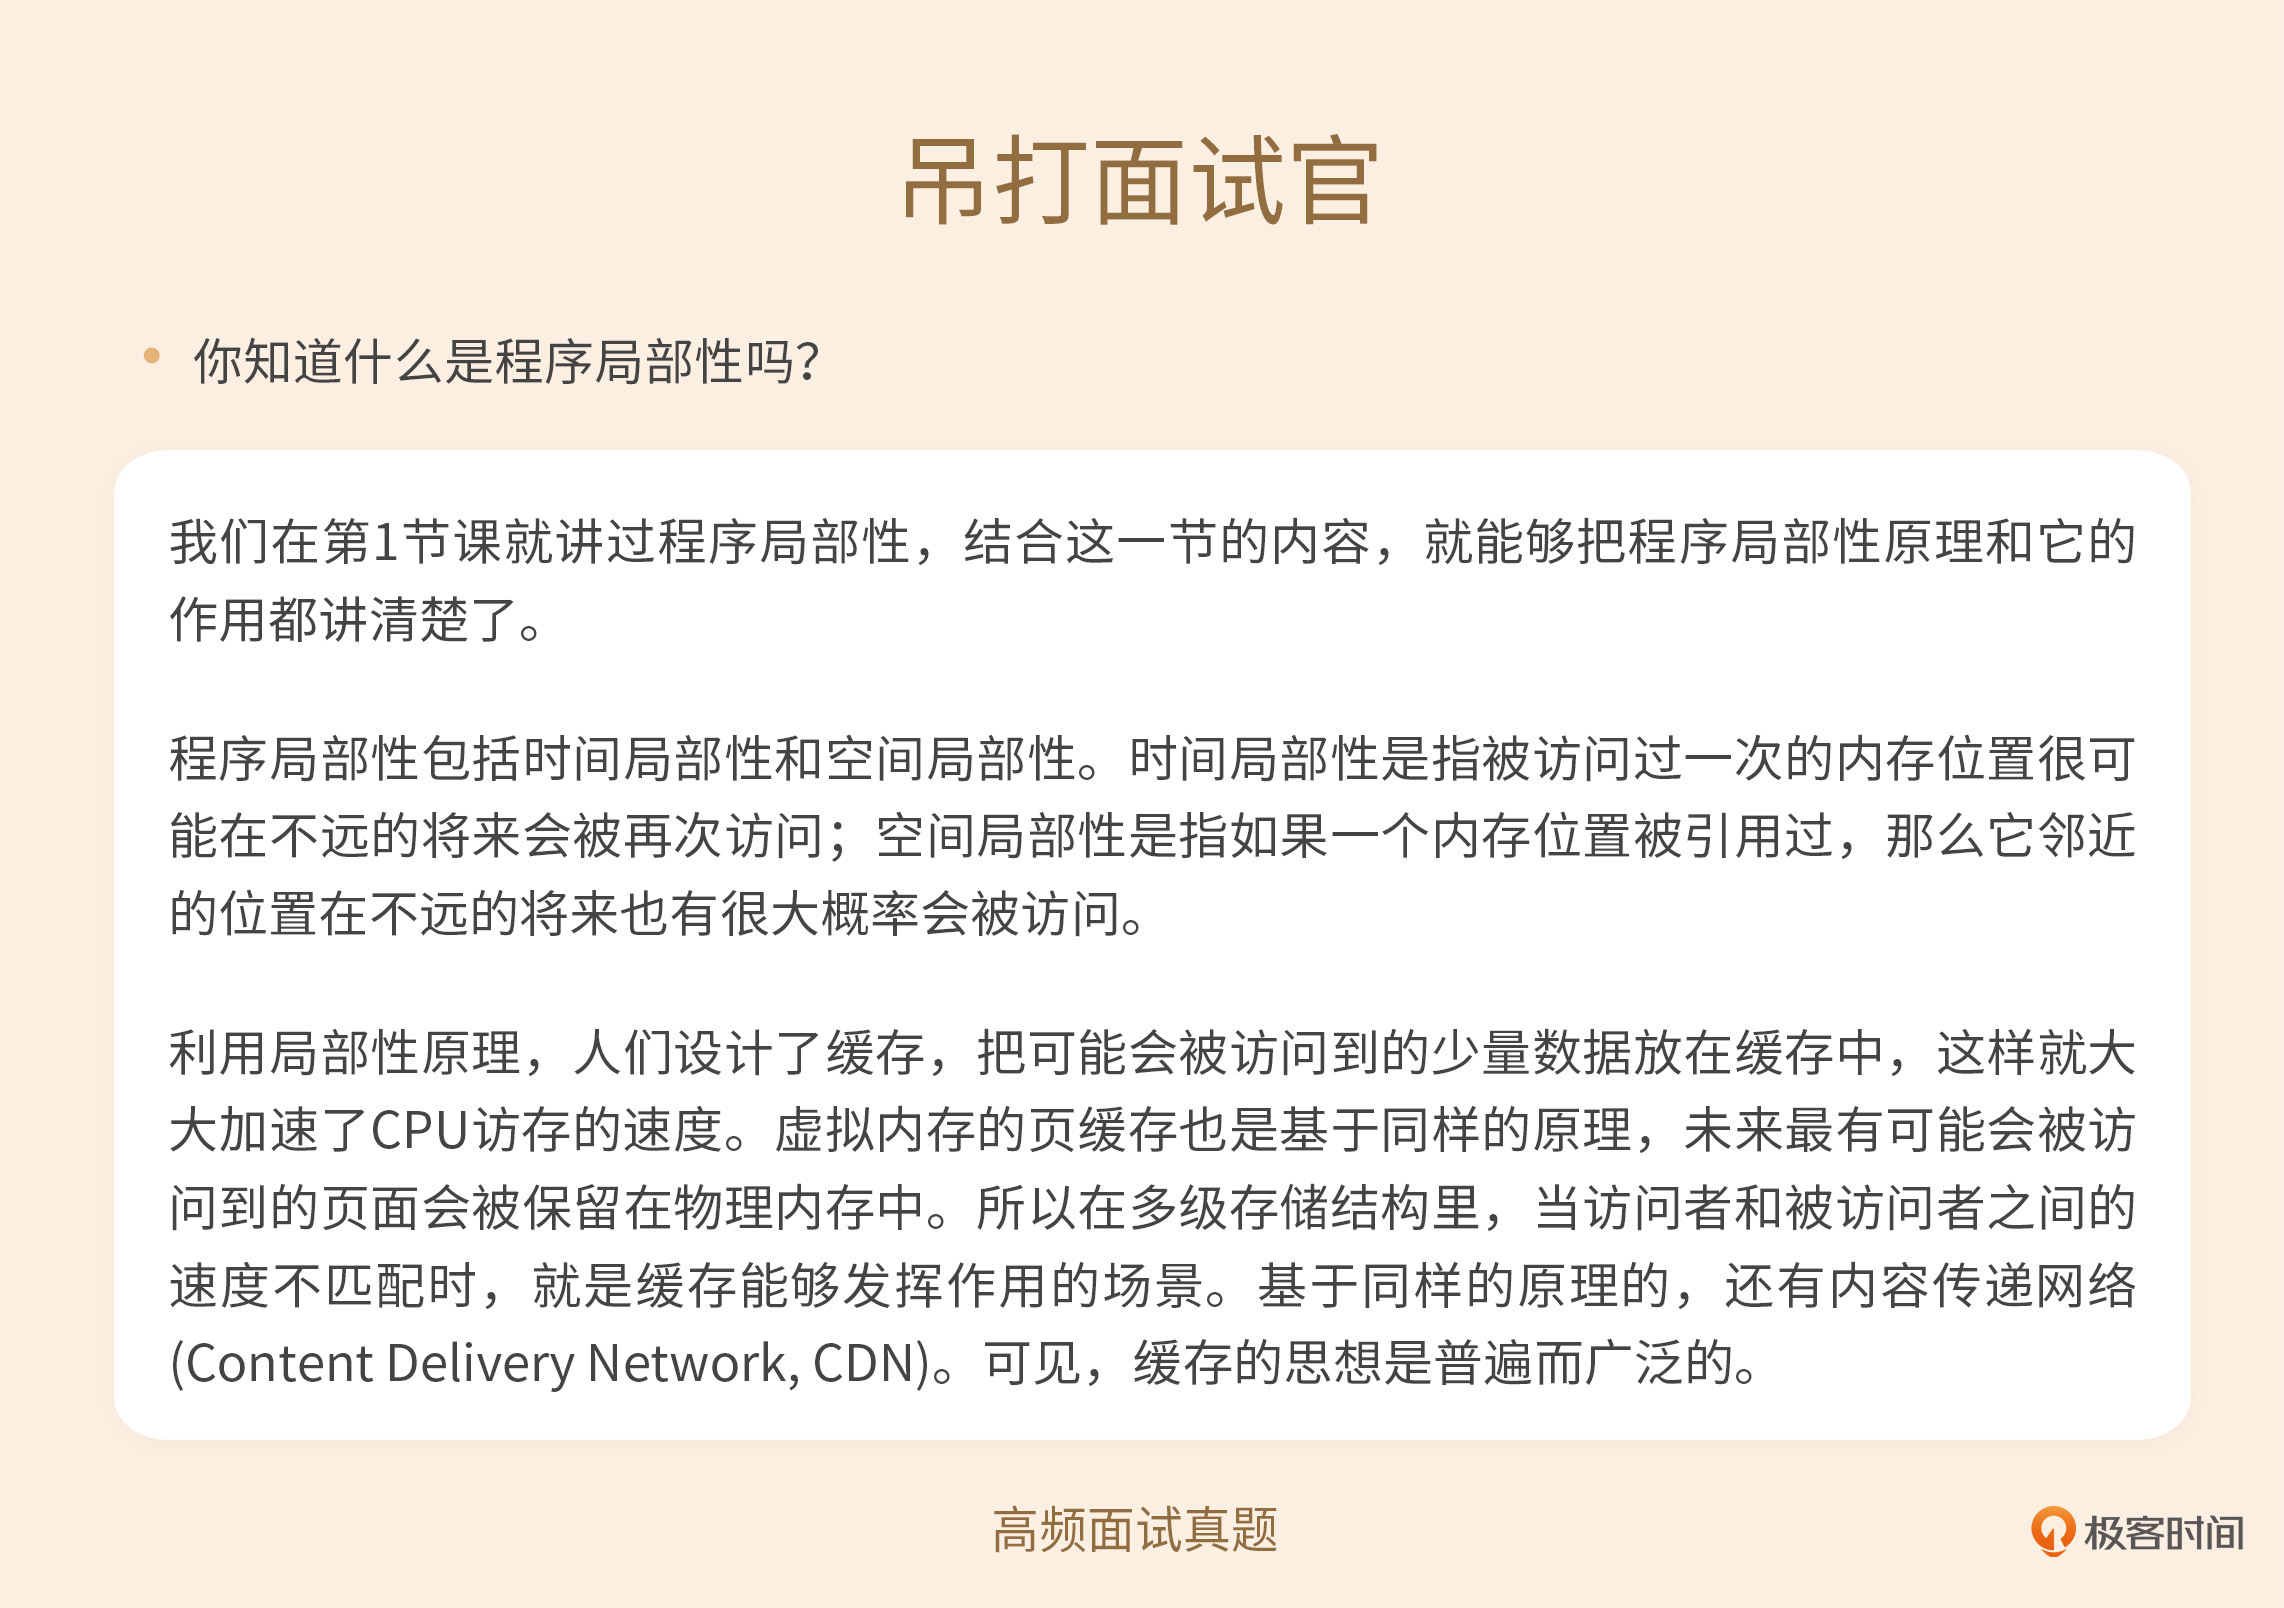 吊打面试官
你知道什么是程序局部性吗？
我们在第1节课就讲过程序局部性，结合这一节的内容，就能够把程序局部性原理和它的
作用都讲清楚了。
程序局部性包括时间局部性和空间局部性。时间局部性是指被访问过一次的内存位置很可
能在不远的将来会被再次访问；空间局部性是指如果一个内存位置被引用过，那么它邻近
的位置在不远的将来也有很大概率会被访问。
利用局部性原理，人们设计了缓存，把可能会被访问到的少量数据放在缓存中，这样就大
大加速了CPU访存的速度。虚拟内存的页缓存也是基于同样的原理，未来最有可能会被访
问到的页面会被保留在物理内存中。所以在多级存储结构里，当访问者和被访问者之间的
速度不匹配时，就是缓存能够发挥作用的场景。基于同样的原理的，还有内容传递网络
(Content Delivery Network, CDN)。可见，缓存的思想是普遍而广泛的。
高频面试真题
极客时间